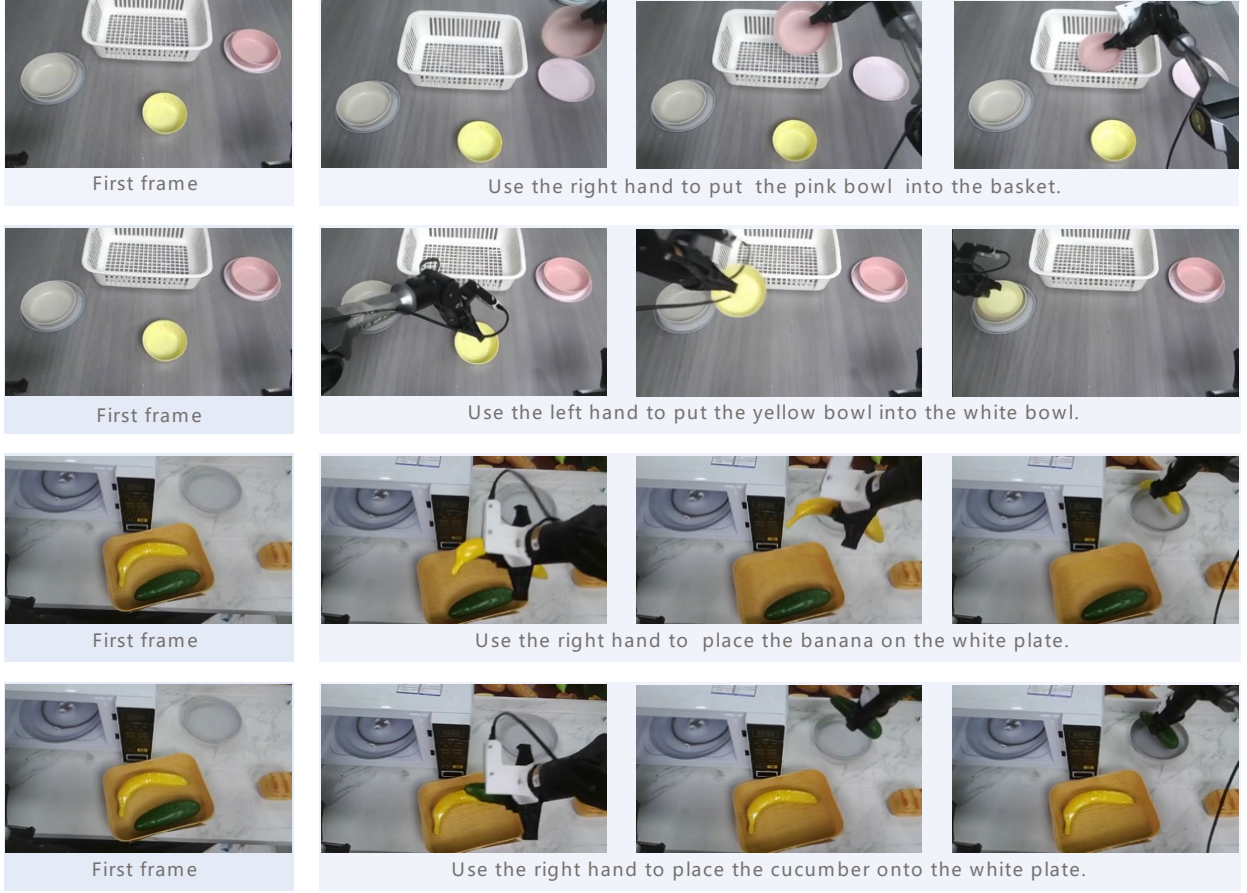 First frame
Use the right hand to put the pink bowl into the basket.
First frame
Use the left hand to put the yellow bowl into the white bowl.
First frame
Use the right hand to place the banana on the white plate.
First frame
Use the right hand to place the cucumber onto the white plate.